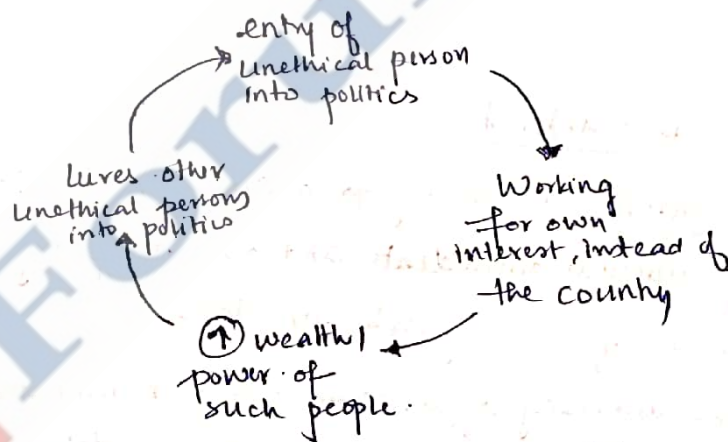 entry of
unethical person
into politics
Working
for own
interest, instead of
the country
↑ wealth/
power of
such people.
Lures other
unethical persons
into politics
Forum